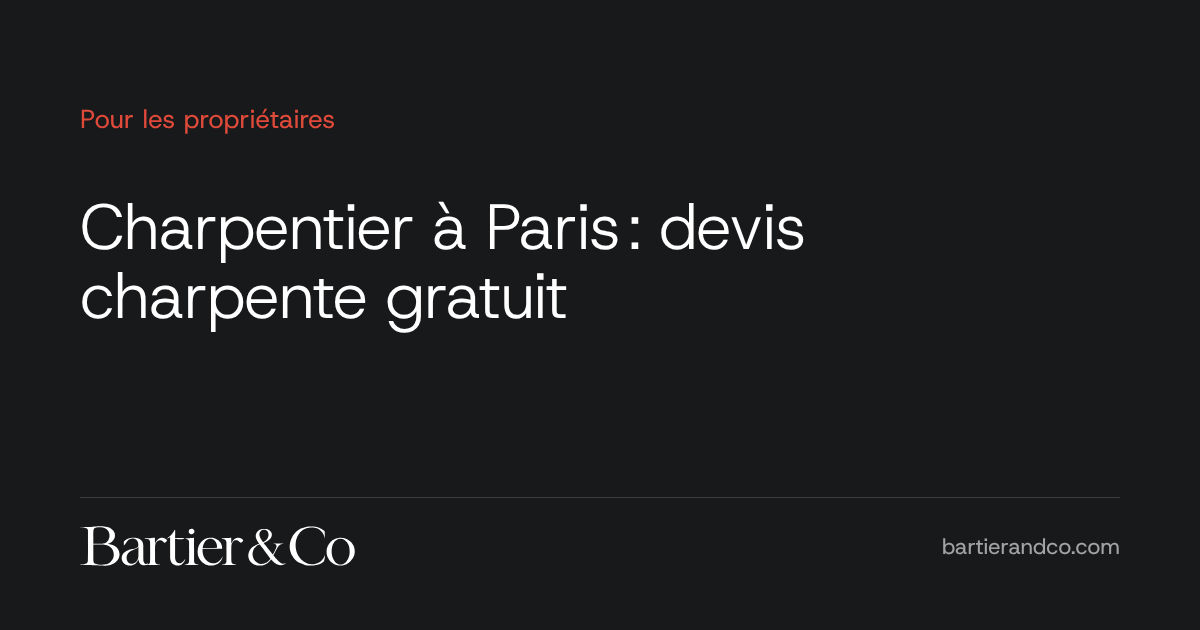 Pour les propriétaires
Charpentier à Paris : devis
charpente gratuit
Bartier & Co
bartierandco.com